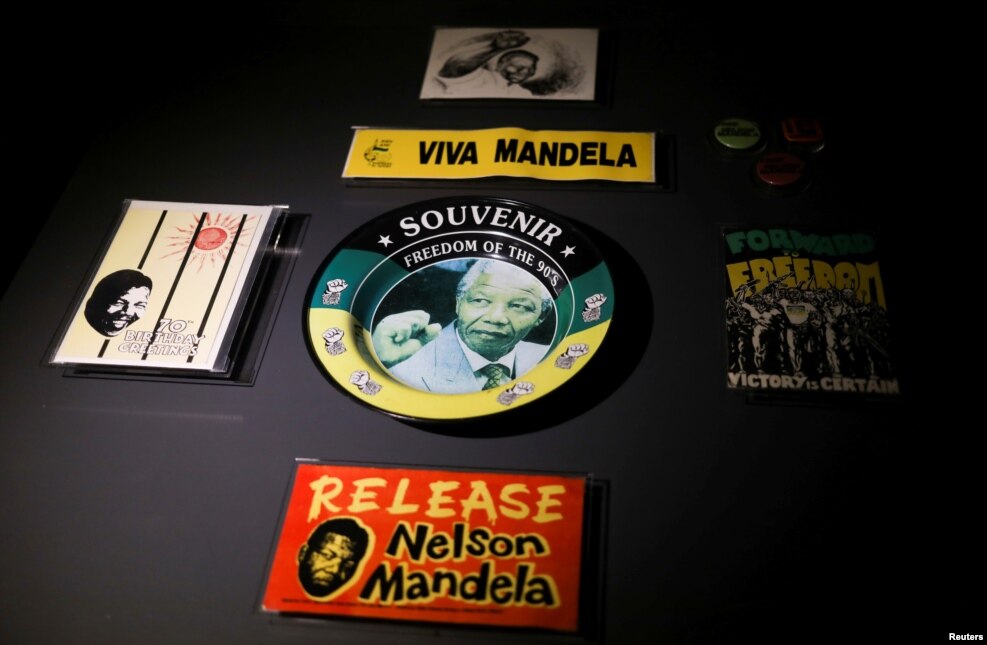 VIVA MANDELA
SOUVENIR
FREEDOM OF THE 90'S
70TH
BIRTHDAY
GREETINGS
FORWARD
TO
FREEDOM
VICTORY IS CERTAIN
RELEASE
Nelson
Mandela
Reuters